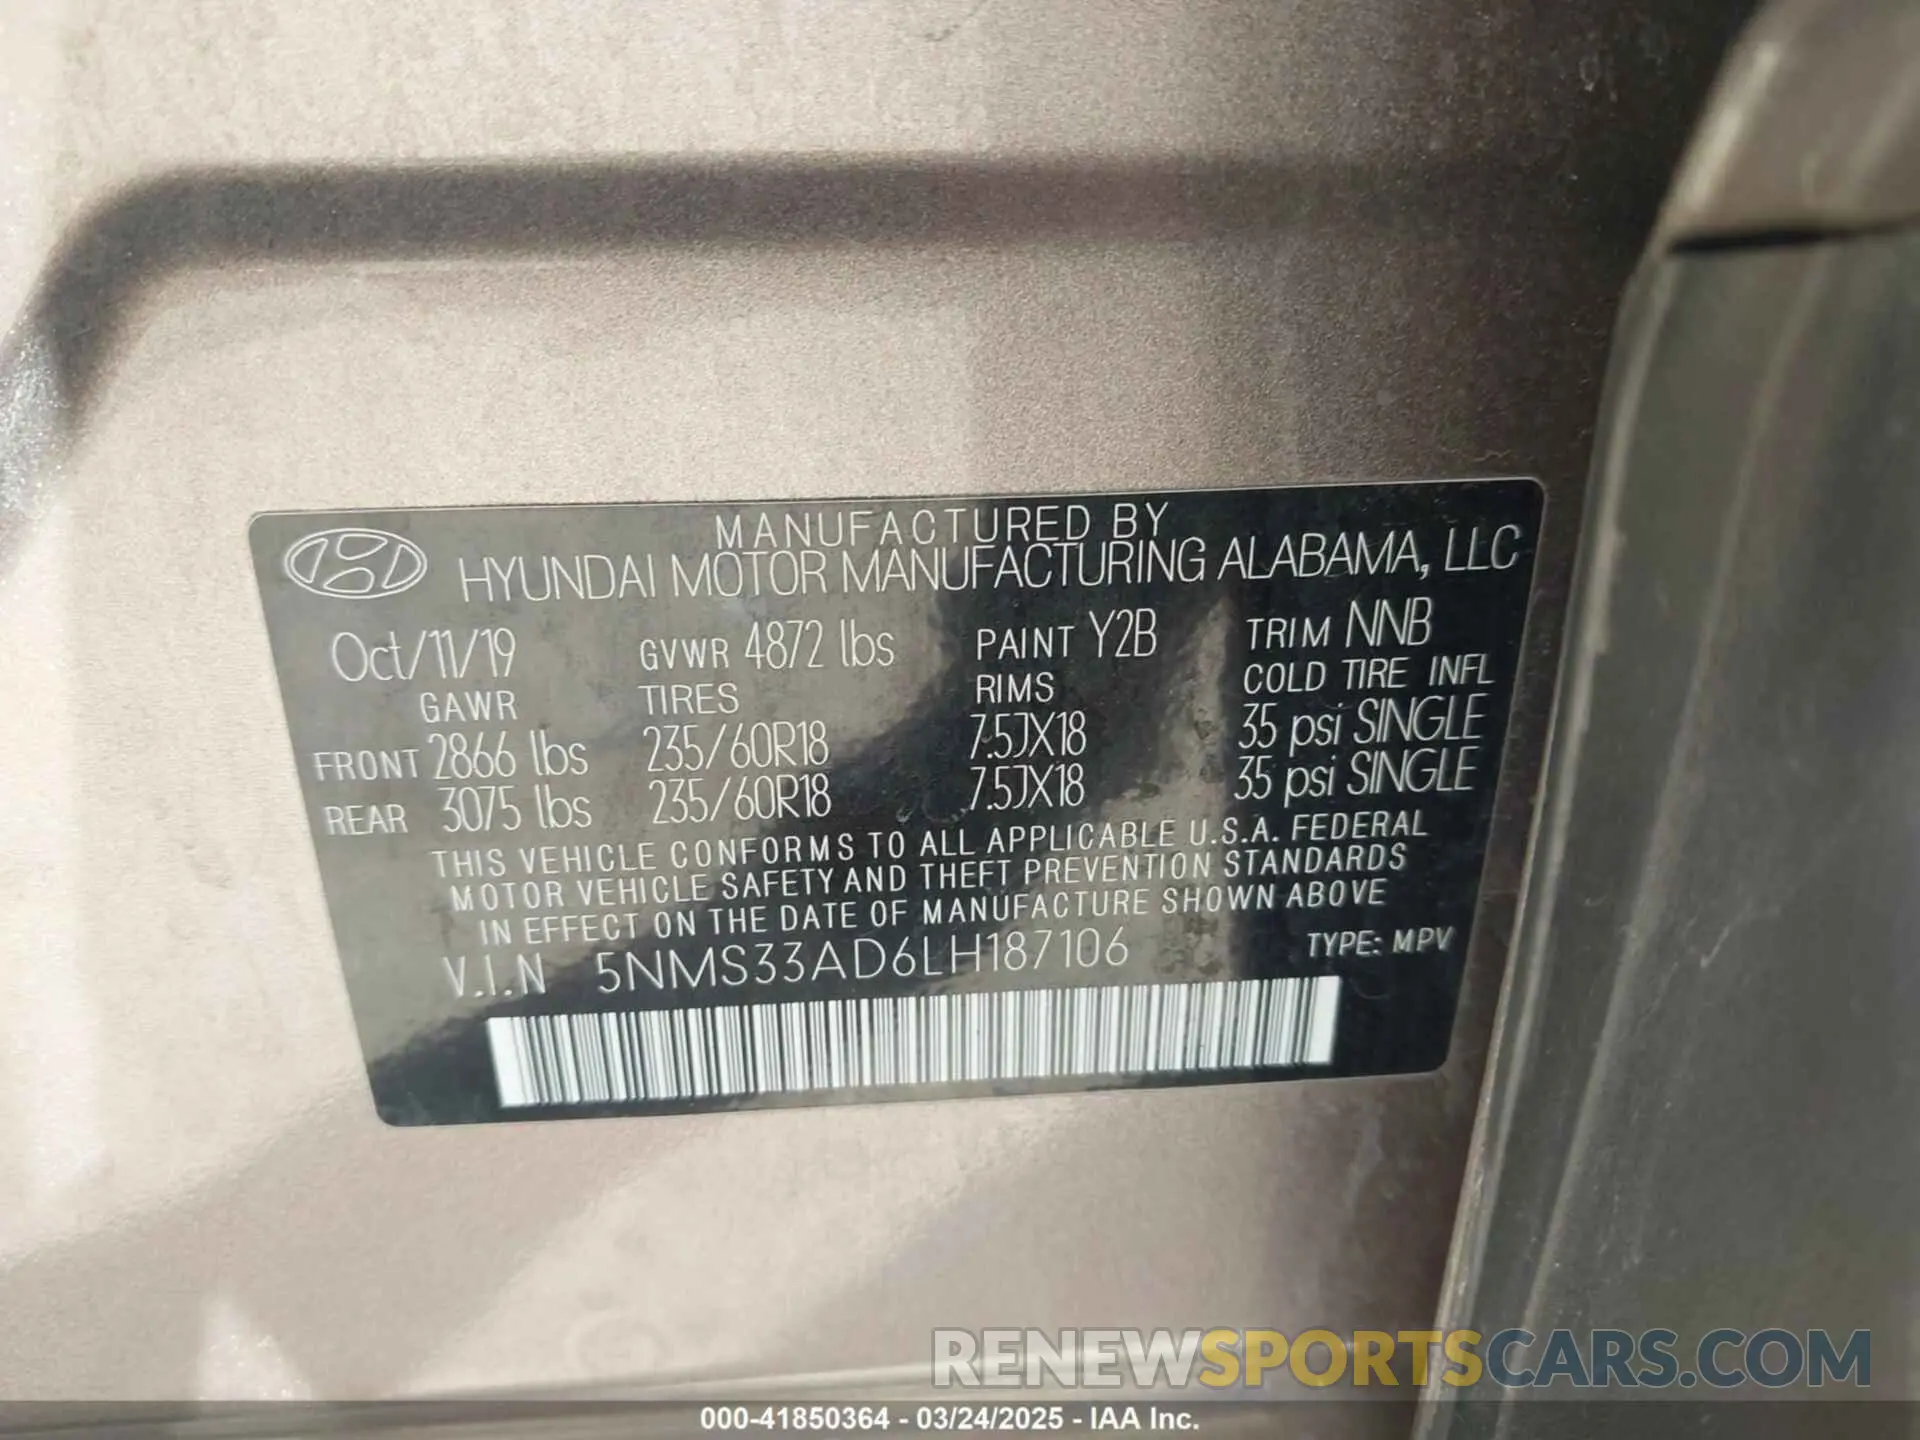 MANUFACTURED BY
HYUNDAI MOTOR MANUFACTURING ALABAMA, LLC
Oct/11/19 GVWR 4872 lbs PAINT Y2B TRIM NNB
GAWR TIRES RIMS COLD TIRE INFL
FRONT 2866 lbs 235/60R18 7.5JX18 35 psi SINGLE
REAR 3075 lbs 235/60R18 7.5JX18 35 psi SINGLE
THIS VEHICLE CONFORMS TO ALL APPLICABLE U.S.A. FEDERAL
MOTOR VEHICLE SAFETY AND THEFT PREVENTION STANDARDS
IN EFFECT ON THE DATE OF MANUFACTURE SHOWN ABOVE
V.I.N 5NMS33AD6LH187106 TYPE: MPV
RENEWSPORTSCARS.COM
000-41850364 - 03/24/2025 - IAA Inc.